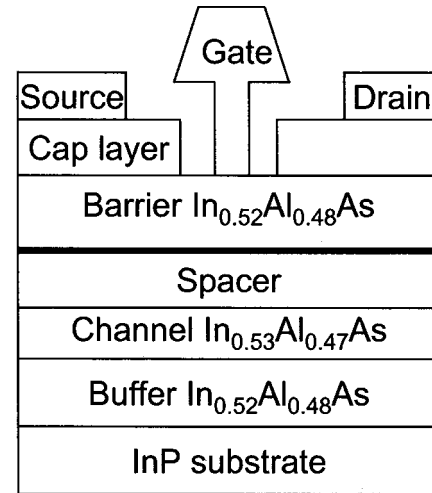 Gate
Source
Drain
Cap layer
Barrier In₀.₅₂Al₀.₄₈As
Spacer
Channel In₀.₅₃Al₀.₄₇As
Buffer In₀.₅₂Al₀.₄₈As
InP substrate